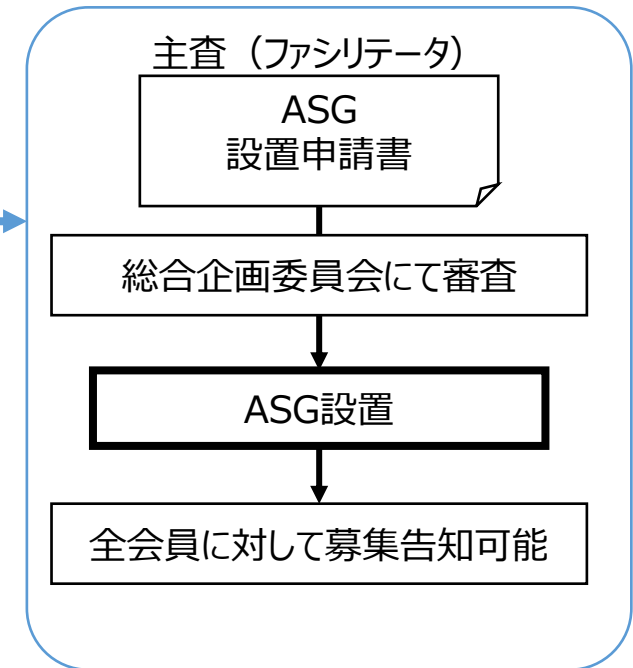 主査（ファシリテータ）
ASG
設置申請書
総合企画委員会にて審査
ASG設置
全会員に対して募集告知可能